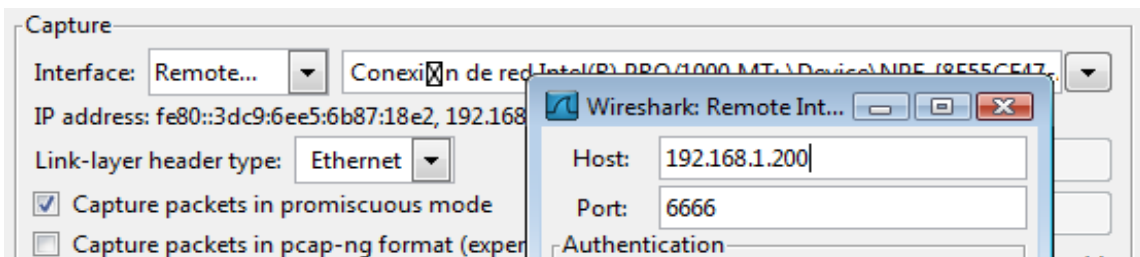 Capture
Interface: Remote... Conexi☒n de red Intel(R) PRO/1000 MT: \Device\NPF_{8F55CF47-
IP address: fe80::3dc9:6ee5:6b87:18e2, 192.168
Link-layer header type: Ethernet
Capture packets in promiscuous mode
Capture packets in pcap-ng format (exper
Wireshark: Remote Int...
Host: 192.168.1.200
Port: 6666
Authentication